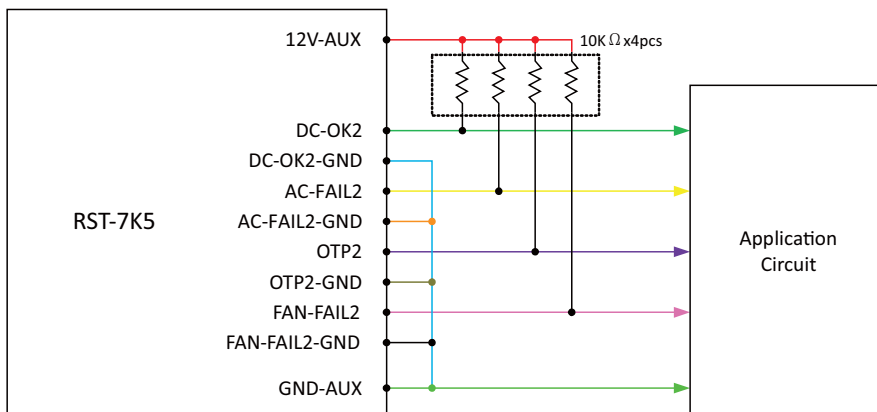 12V-AUX
10K Ω x4pcs
DC-OK2
DC-OK2-GND
AC-FAIL2
RST-7K5
AC-FAIL2-GND
OTP2
Application
Circuit
OTP2-GND
FAN-FAIL2
FAN-FAIL2-GND
GND-AUX